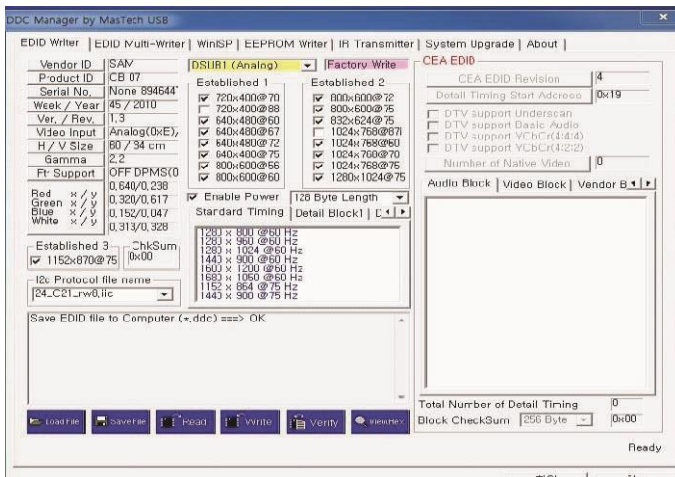 DDC Manager by MasTech USB
EDID Writer | EDID Multi-Writer | WinISP | EEPROM Writer | IR Transmitter | System Upgrade | About
Vendor ID SAM
Product ID CB 07
Serial No, None 894644
Week / Year 45 / 2010
Ver, / Rev, 1,3
Video Input Analog(0xE),
H / V Size 60 / 34 cm
Gamma 2,2
Ftr Support OFF DPMS(0
Red x / y 0,640/0,238
Green x / y 0,320/0,617
Blue x / y 0,152/0,047
White x / y 0,313/0,328
Established 3
1152x870@75
ChkSum
0x00
I2c Protocol file name
24_C21_rw0,iic
DSUB1 (Analog)
Factory Write
Established 1
720x400@70
720x400@88
640x480@60
640x480@67
640x480@72
640x480@75
800x600@56
800x600@60
Established 2
800x600@72
800x600@75
832x624@75
1024x768@87i
1024x768@60
1024x768@70
1024x768@75
1280x1024@75
Enable Power
128 Byte Length
Standard Timing | Detail Block1 |
1280 x 800 @60 Hz
1280 x 960 @60 Hz
1280 x 1024 @60 Hz
1440 x 900 @60 Hz
1600 x 1200 @60 Hz
1680 x 1050 @60 Hz
1152 x 864 @75 Hz
1440 x 900 @75 Hz
CEA EDID
CEA EDID Revision 4
Detail Timing Start Address 0x19
DTV support Underscan
DTV support Basic Audio
DTV support YCbCr(4:4:4)
DTV support YCbCr(4:2:2)
Number of Native Video 0
Audio Block | Video Block | Vendor B
Save EDID file to Computer (*,ddc) ===> OK
Load File
Save File
Read
Write
Verify
View Hex
Total Number of Detail Timing 0
Block CheckSum 256 Byte 0x00
Ready